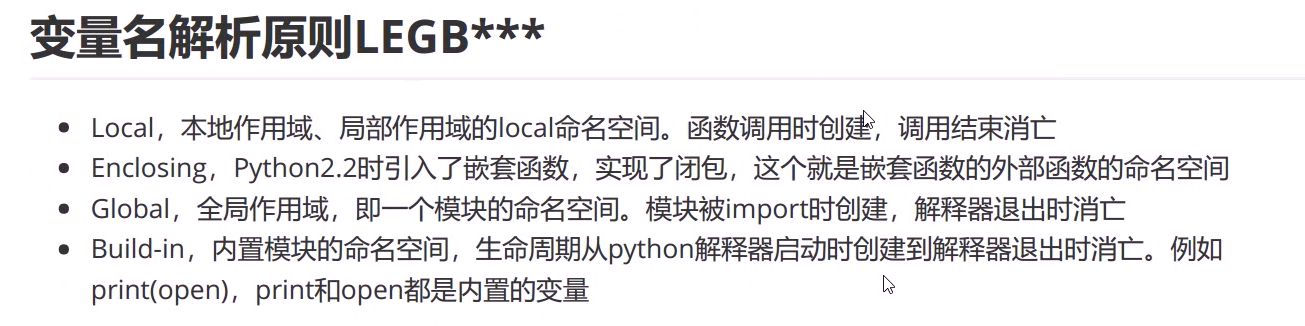 变量名解析原则LEGB***
Local，本地作用域、局部作用域的local命名空间。函数调用时创建，调用结束消亡
Enclosing，Python2.2时引入了嵌套函数，实现了闭包，这个就是嵌套函数的外部函数的命名空间
Global，全局作用域，即一个模块的命名空间。模块被import时创建，解释器退出时消亡
Build-in，内置模块的命名空间，生命周期从python解释器启动时创建到解释器退出时消亡。例如
print(open)，print和open都是内置的变量